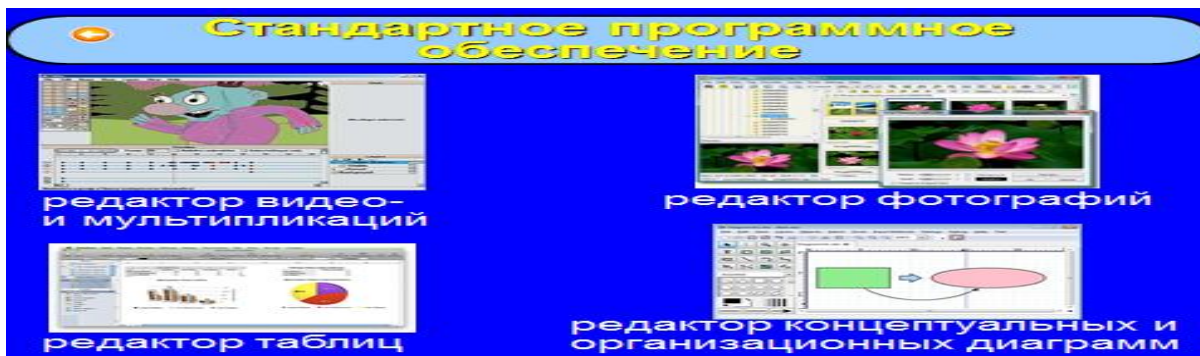 Стандартное программное
обеспечение
редактор видео-
и мультипликаций
редактор фотографий
редактор таблиц
редактор концептуальных и
организационных диаграмм